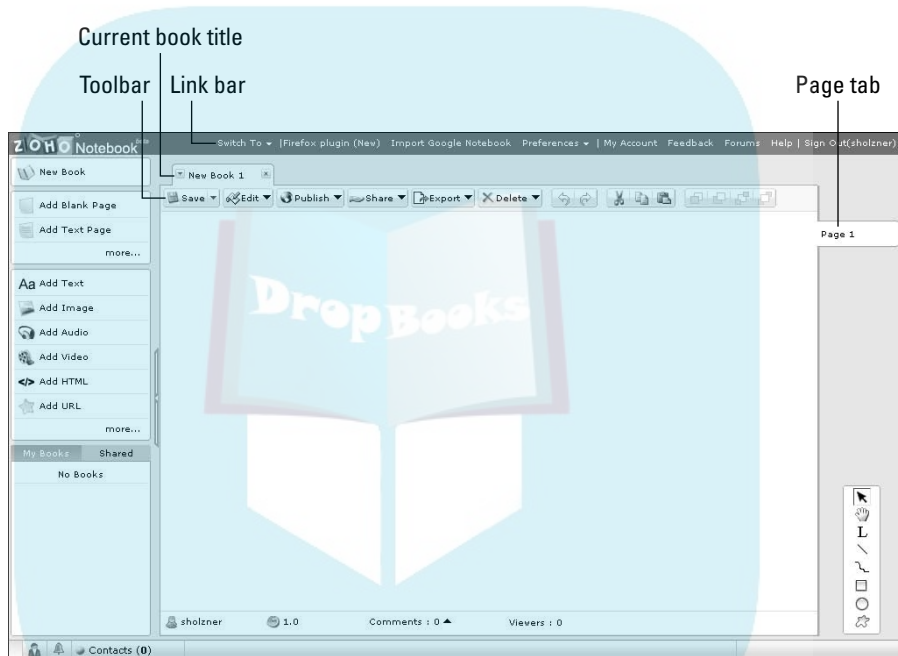 Current book title
Toolbar Link bar Page tab
ZOHO Notebook beta
Switch To | Firefox plugin (New) Import Google Notebook Preferences | My Account Feedback Forums Help | Sign Out(sholzner)
New Book
New Book 1
Save Edit Publish Share Export Delete
Add Blank Page
Add Text Page
more...
Page 1
Aa Add Text
Add Image
Add Audio
Add Video
</> Add HTML
Add URL
more...
My Books Shared
No Books
DropBooks
L
sholzner 1.0 Comments : 0 Viewers : 0
Contacts (0)